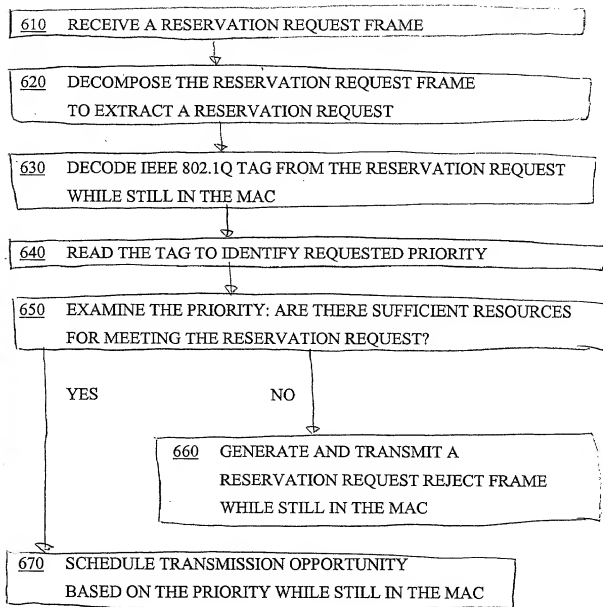 610 RECEIVE A RESERVATION REQUEST FRAME
620 DECOMPOSE THE RESERVATION REQUEST FRAME
TO EXTRACT A RESERVATION REQUEST
630 DECODE IEEE 802.1Q TAG FROM THE RESERVATION REQUEST
WHILE STILL IN THE MAC
640 READ THE TAG TO IDENTIFY REQUESTED PRIORITY
650 EXAMINE THE PRIORITY: ARE THERE SUFFICIENT RESOURCES
FOR MEETING THE RESERVATION REQUEST?
YES NO
660 GENERATE AND TRANSMIT A
RESERVATION REQUEST REJECT FRAME
WHILE STILL IN THE MAC
670 SCHEDULE TRANSMISSION OPPORTUNITY
BASED ON THE PRIORITY WHILE STILL IN THE MAC